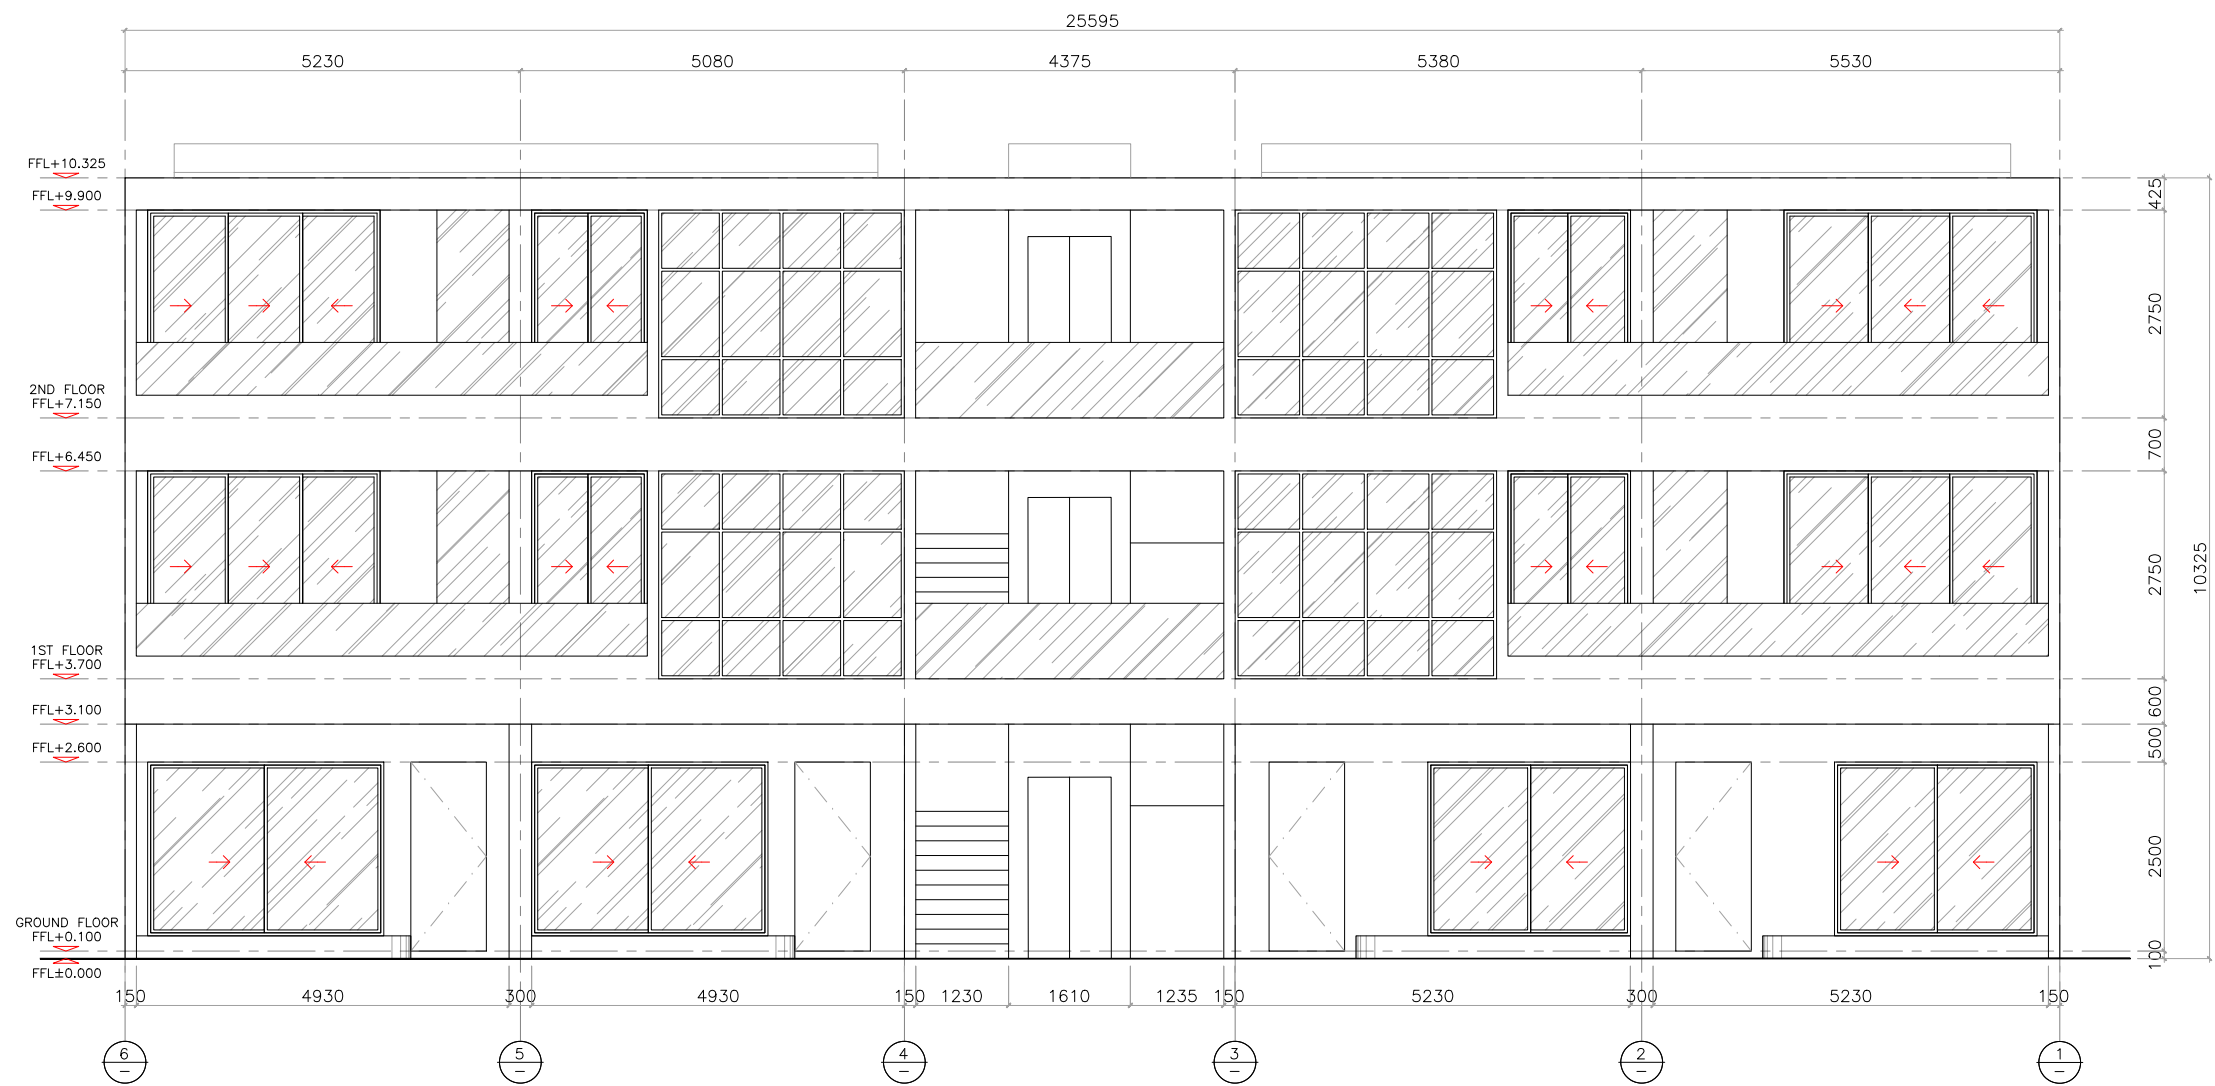 25595
5230 5080 4375 5380 5530
FFL+10.325
FFL+9.900
425
2750
2ND FLOOR
FFL+7.150
700
FFL+6.450
2750
10325
1ST FLOOR
FFL+3.700
600
FFL+3.100
500
FFL+2.600
2500
GROUND FLOOR
FFL+0.100
100
FFL±0.000
150 4930 300 4930 150 1230 1610 1235 150 5230 300 5230 150
6 5 4 3 2 1
– – – – – –